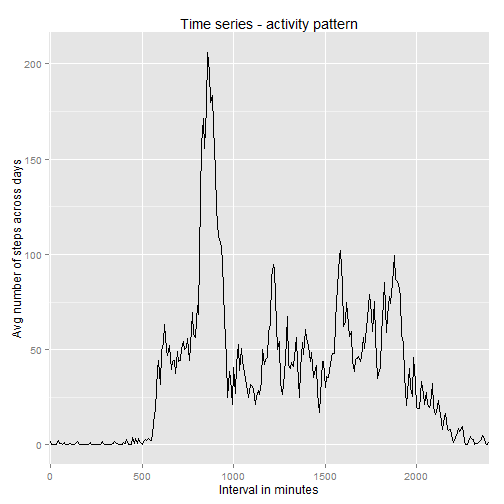 Time series - activity pattern
Avg number of steps across days
200
150
100
50
0
0 500 1000 1500 2000
Interval in minutes